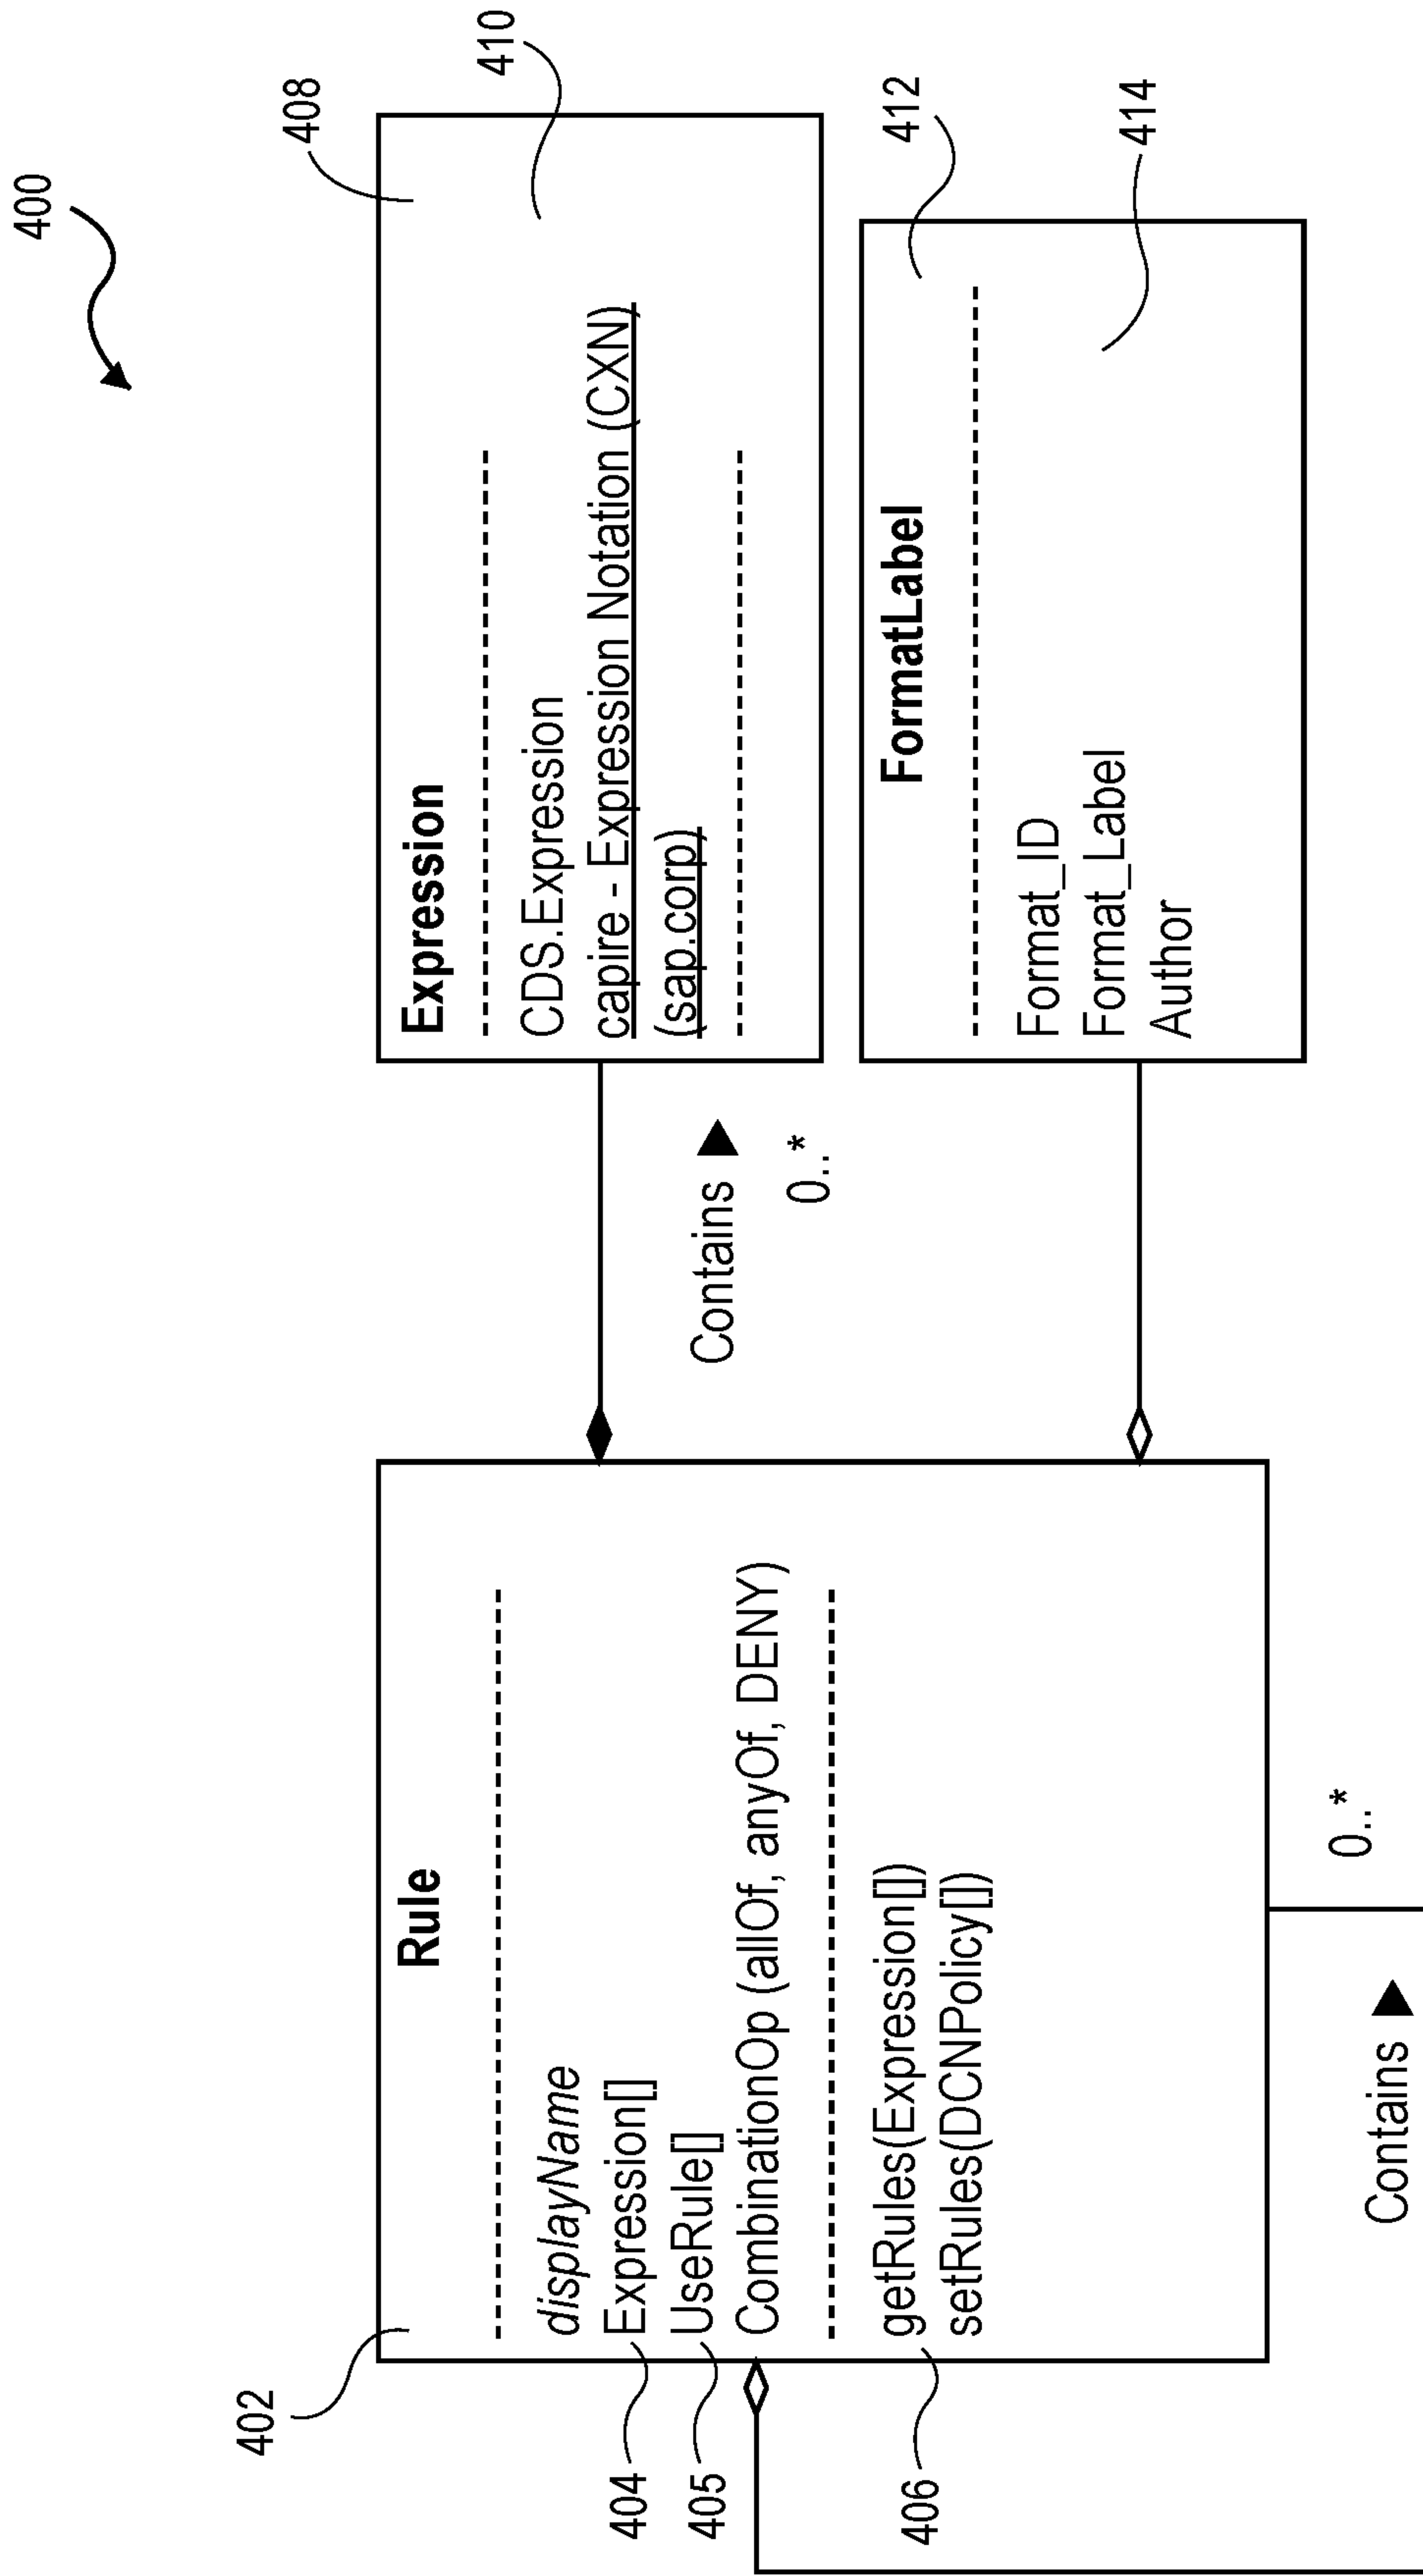 400
402
Rule
displayName
404
Expression[]
405
UseRule[]
CombinationOp (allOf, anyOf, DENY)
406
getRules(Expression[])
setRules(DCNPolicy[])
Contains
0..*
408
Expression
410
CDS.Expression
capire - Expression Notation (CXN)
(sap.corp)
Contains
0..*
412
FormatLabel
414
Format_ID
Format_Label
Author